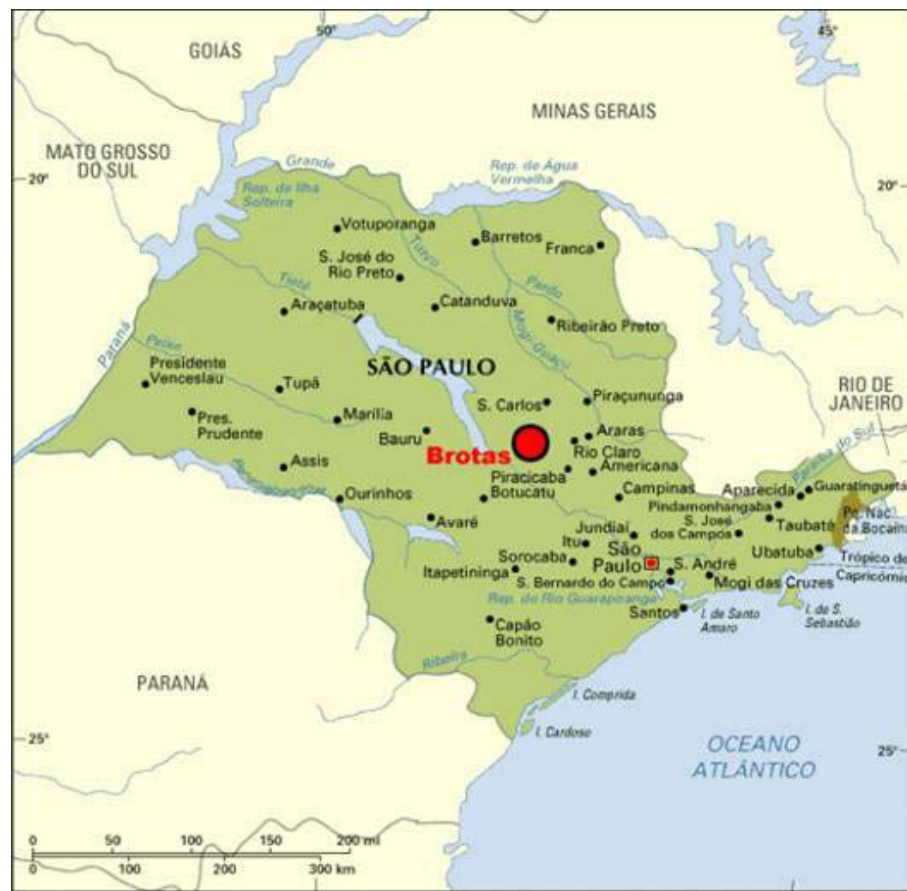 50°
45°
GOIÁS
MINAS GERAIS
MATO GROSSO
DO SUL
20°
20°
Grande
Rep. de Ilha
Solteira
Rep. de Água
Vermelha
Votuporanga
Turvo
Barretos
Franca
S. José do
Rio Preto
Tietê
Pardo
Araçatuba
Catanduva
Mogi-Guaçu
Ribeirão Preto
Paraná
Peixe
SÃO PAULO
Presidente
Venceslau
Tupã
RIO DE
JANEIRO
Pres.
Prudente
Marília
S. Carlos
Piraçununga
Bauru
Araras
Rio Claro
Brotas
Paraíba do Sul
Assis
Piracicaba
Americana
Ourinhos
Botucatu
Campinas
Aparecida
Guaratinguetá
Pindamonhangaba
Pq. Nac.
da Bocaina
Avaré
Jundiaí
S. José
dos Campos
Taubaté
Itu
São
Paulo
Ubatuba
Trópico de
Capricórnio
Sorocaba
Itapetininga
S. André
S. Bernardo do Campo
Mogi das Cruzes
Rep. do Rio Guarapiranga
Santos
I. de Santo
Amaro
I. de S.
Sebastião
Capão
Bonito
Ribeira
PARANÁ
I. Comprida
I. Cardoso
OCEANO
ATLÂNTICO
25°
25°
0 50 100 150 200 mi
0 100 200 300 km